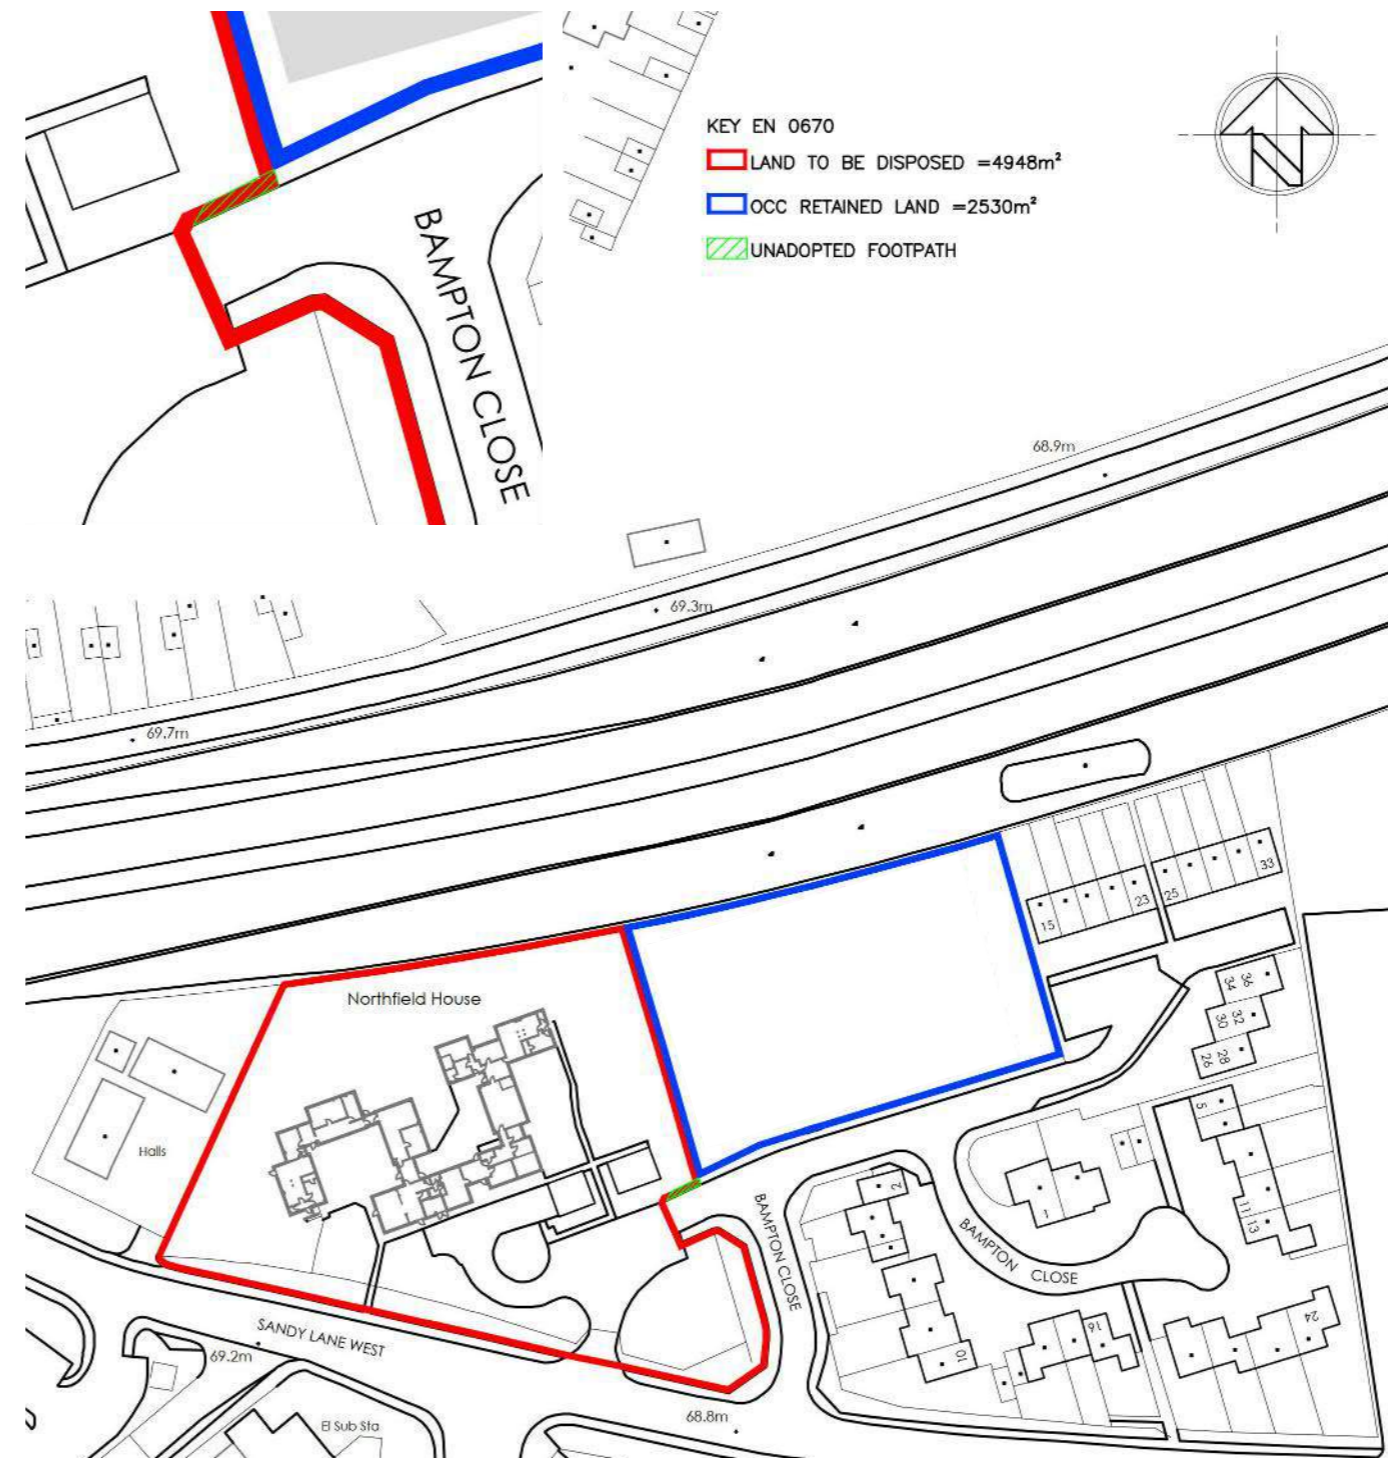 KEY EN 0670
LAND TO BE DISPOSED =4948m²
OCC RETAINED LAND =2530m²
UNADOPTED FOOTPATH
N
BAMPTON CLOSE
68.9m
69.3m
69.7m
33
25
23
15
Northfield House
36
34
32
30
28
26
Halls
5
2
1
11
13
BAMPTON CLOSE
BAMPTON CLOSE
SANDY LANE WEST
69.2m
16
24
10
68.8m
El Sub Sta